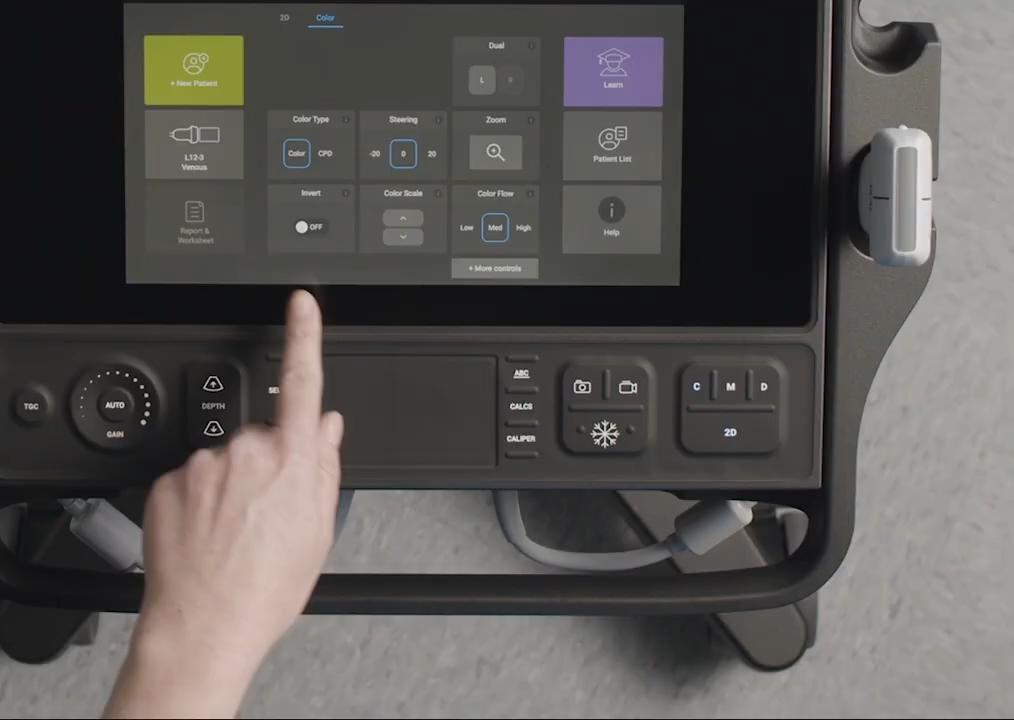 2D
Color
+ New Patient
Dual
L
Learn
L12-3
Venous
Color Type
Color
CPD
Steering
-20
0
20
Zoom
Patient List
Report &
Worksheet
Invert
OFF
Color Scale
Color Flow
Low
Med
High
Help
+ More controls
TGC
AUTO
GAIN
DEPTH
ABC
CALCS
CALIPER
C
M
D
2D